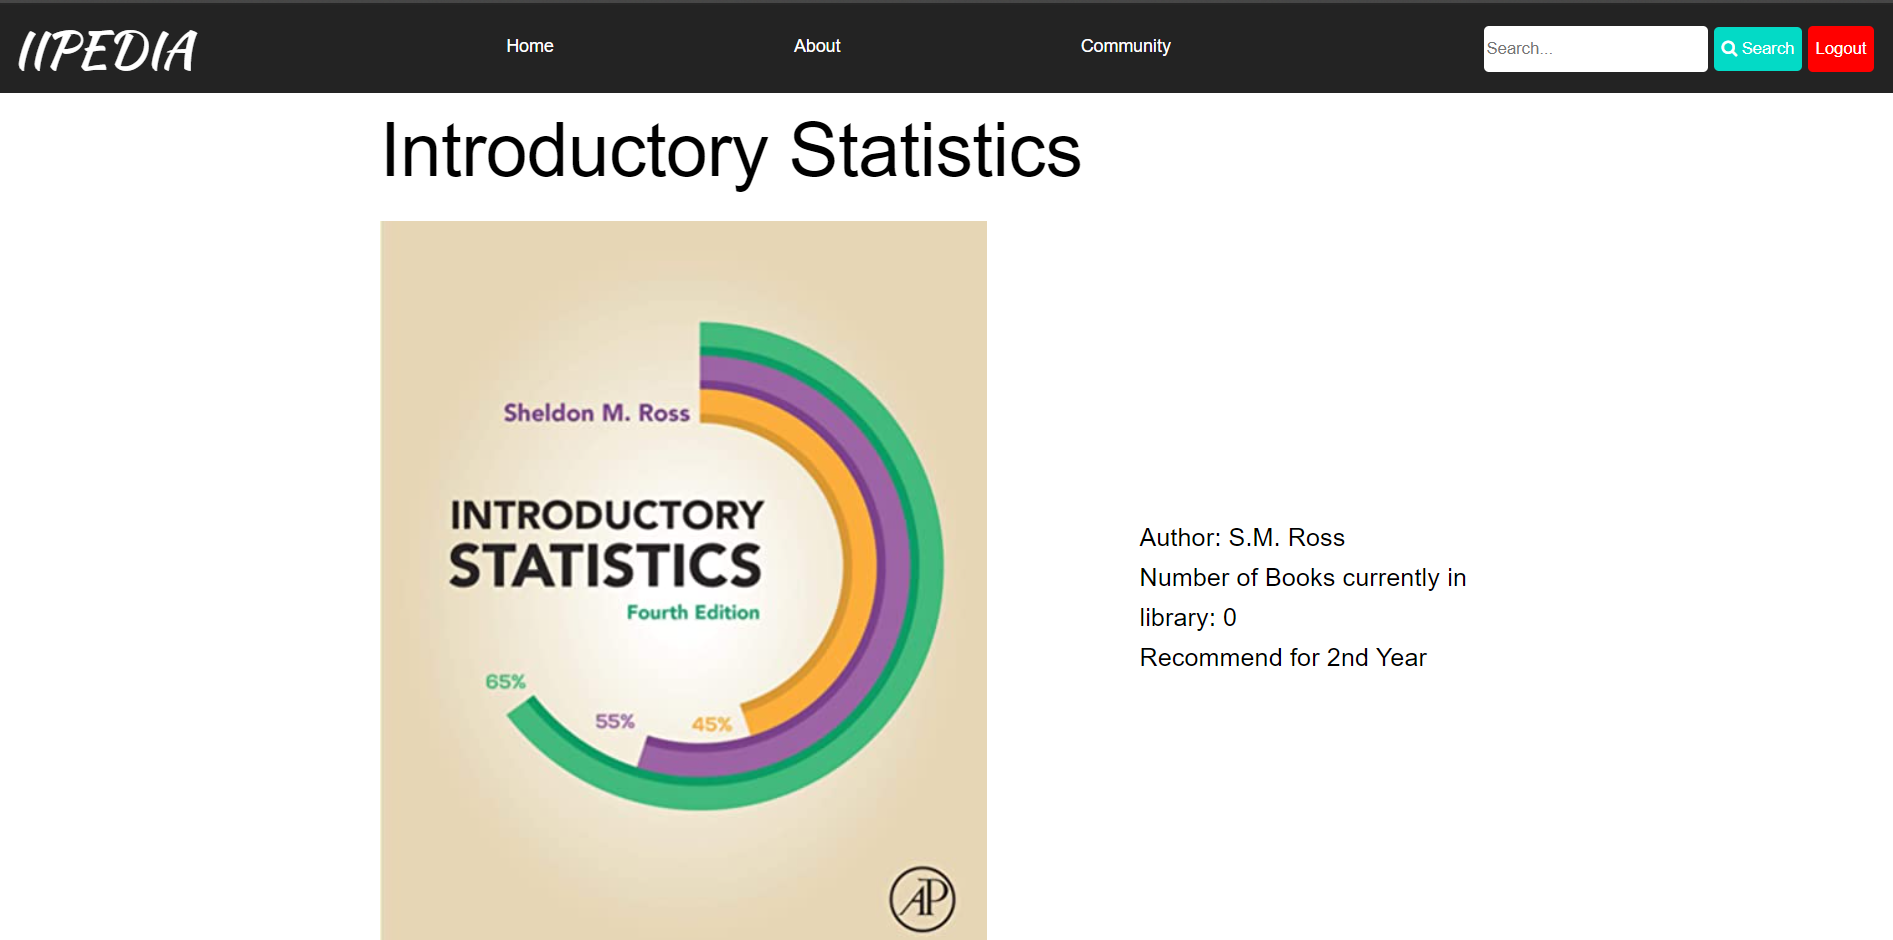 IIPEDIA
Home
About
Community
Search...
Search
Logout
Introductory Statistics
Sheldon M. Ross
INTRODUCTORY
STATISTICS
Fourth Edition
65%
55%
45%
AP
Author: S.M. Ross
Number of Books currently in
library: 0
Recommend for 2nd Year